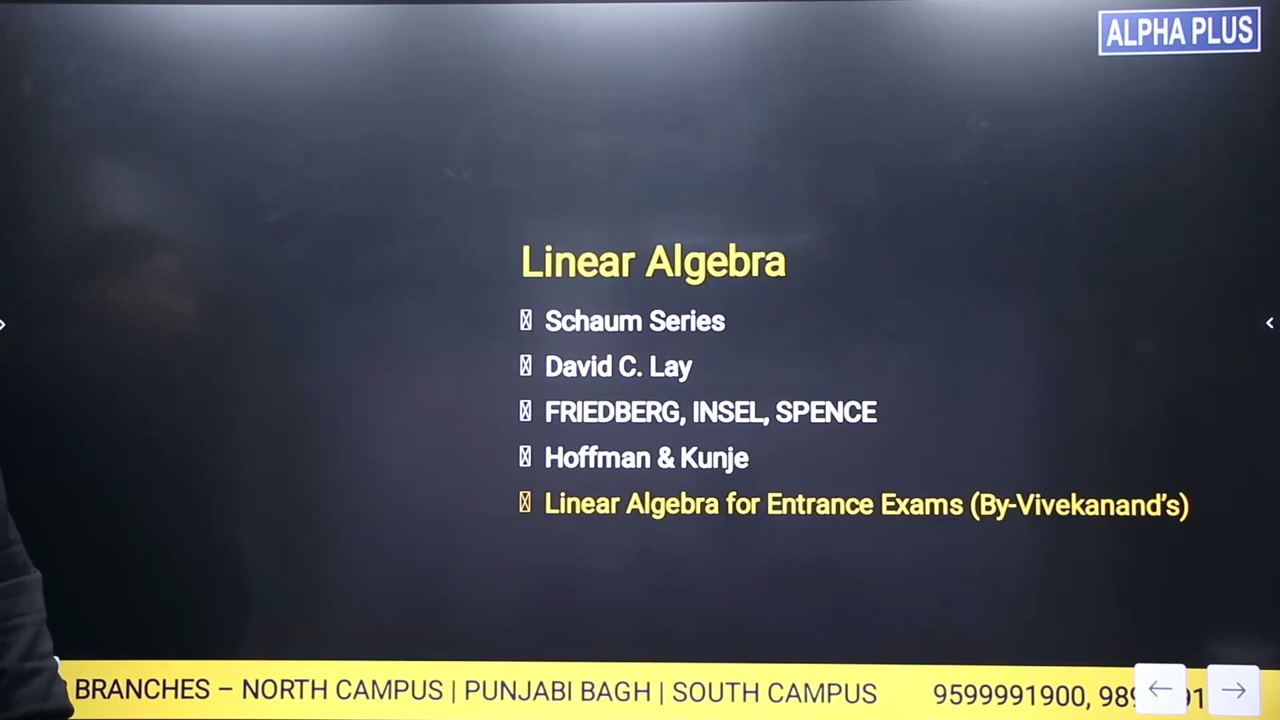 ALPHA PLUS
Linear Algebra
Schaum Series
David C. Lay
FRIEDBERG, INSEL, SPENCE
Hoffman & Kunje
Linear Algebra for Entrance Exams (By-Vivekanand's)
BRANCHES – NORTH CAMPUS | PUNJABI BAGH | SOUTH CAMPUS 9599991900,